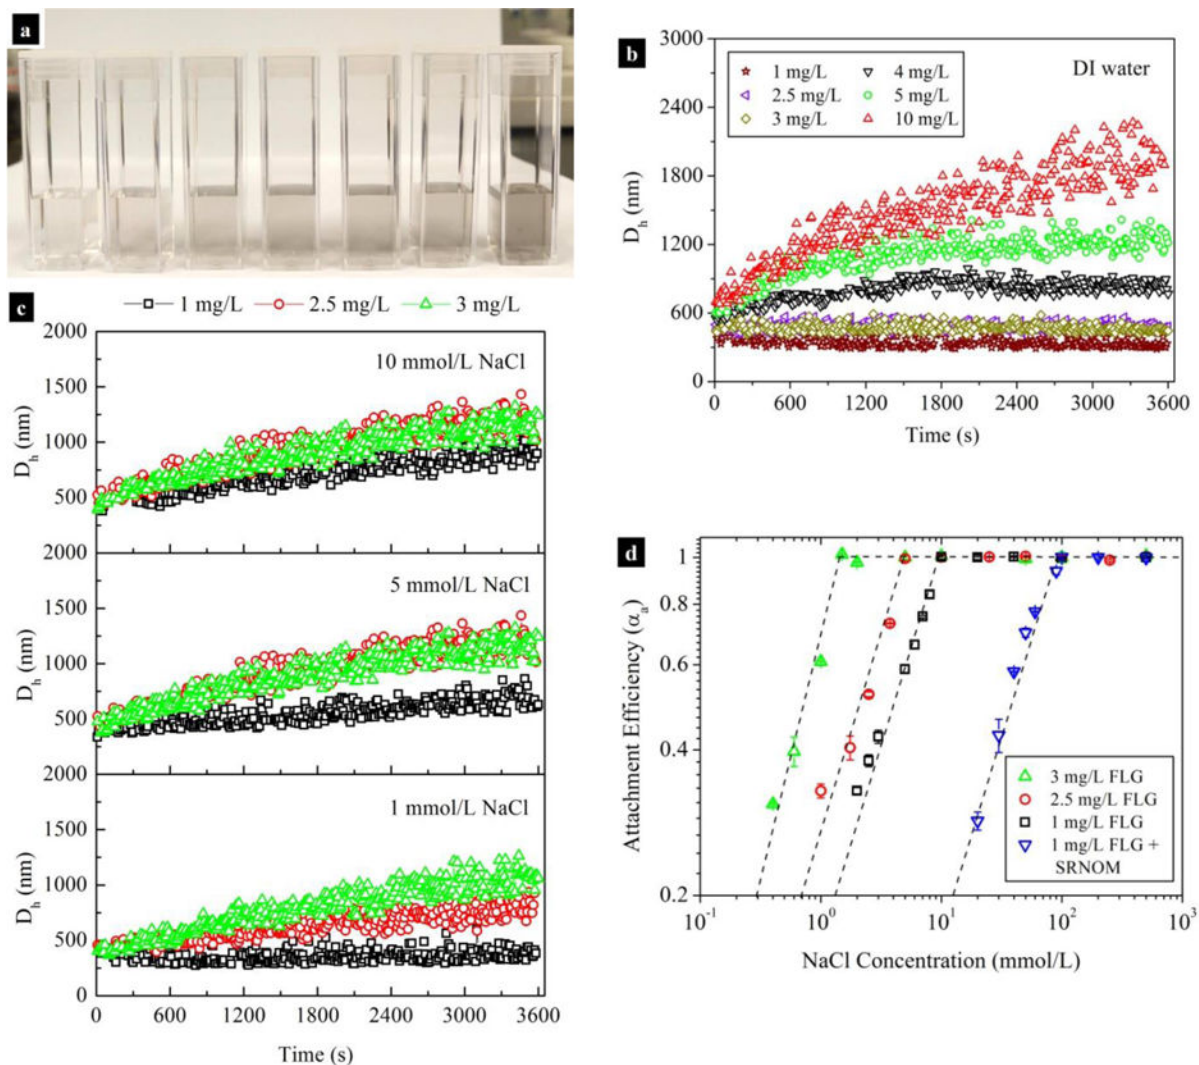 a
b
3000
2400
1800
1200
600
0
D_h (nm)
1 mg/L
4 mg/L
2.5 mg/L
5 mg/L
3 mg/L
10 mg/L
DI water
0 600 1200 1800 2400 3000 3600
Time (s)
c
1 mg/L 2.5 mg/L 3 mg/L
2000
10 mmol/L NaCl
1500
1000
500
D_h (nm)
2000
5 mmol/L NaCl
1500
1000
500
D_h (nm)
2000
1 mmol/L NaCl
1500
1000
500
0
D_h (nm)
0 600 1200 1800 2400 3000 3600
Time (s)
d
1
0.8
0.6
0.4
0.2
Attachment Efficiency (α_a)
3 mg/L FLG
2.5 mg/L FLG
1 mg/L FLG
1 mg/L FLG +
SRNOM
10^-1 10^0 10^1 10^2 10^3
NaCl Concentration (mmol/L)